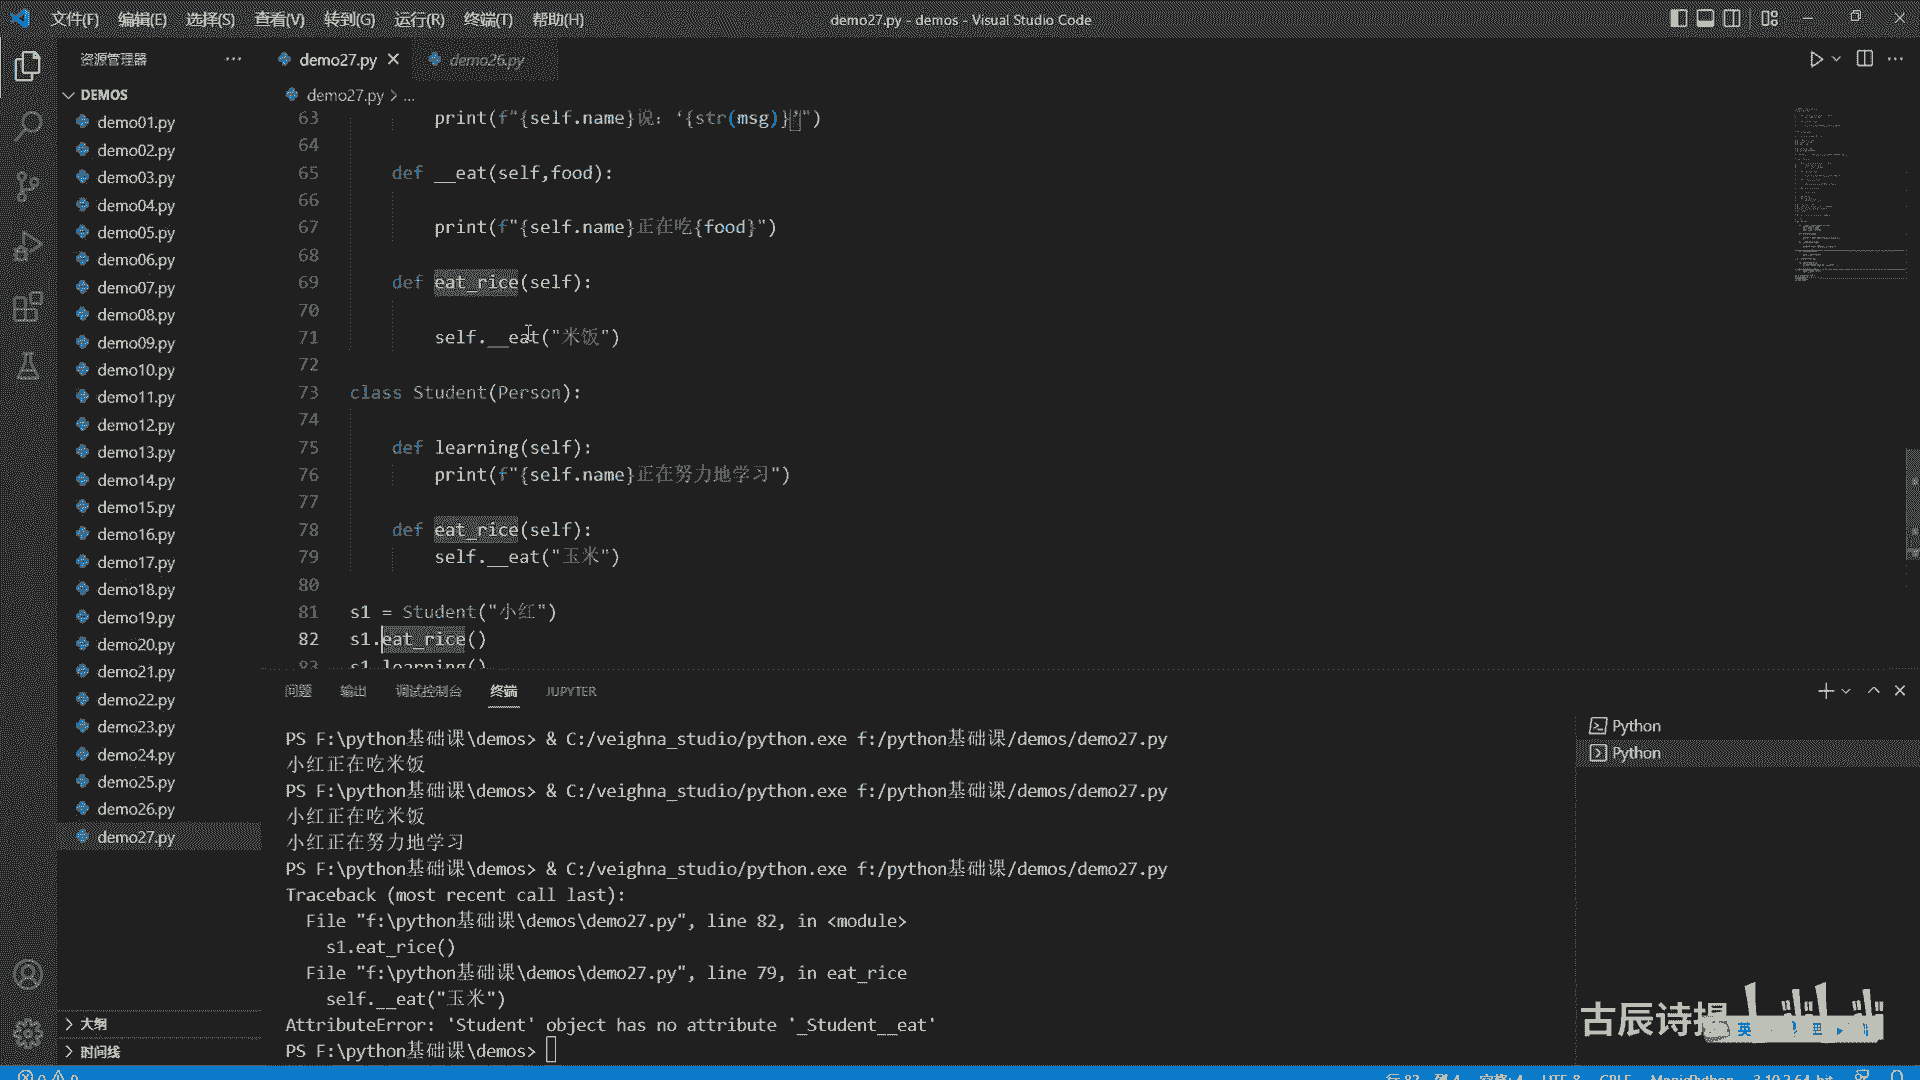 文件(F) 编辑(E) 选择(S) 查看(V) 转到(G) 运行(R) 终端(T) 帮助(H) demo27.py - demos - Visual Studio Code
资源管理器 ... demo27.py demo26.py
DEMOS
demo27.py > ...
demo01.py
demo02.py
demo03.py
demo04.py
demo05.py
demo06.py
demo07.py
demo08.py
demo09.py
demo10.py
demo11.py
demo12.py
demo13.py
demo14.py
demo15.py
demo16.py
demo17.py
demo18.py
demo19.py
demo20.py
demo21.py
demo22.py
demo23.py
demo24.py
demo25.py
demo26.py
demo27.py
大纲
时间线
63 print(f"{self.name}说：‘{str(msg)}’")
64
65 def __eat(self,food):
66
67 print(f"{self.name}正在吃{food}")
68
69 def eat_rice(self):
70
71 self.__eat("米饭")
72
73 class Student(Person):
74
75 def learning(self):
76 print(f"{self.name}正在努力地学习")
77
78 def eat_rice(self):
79 self.__eat("玉米")
80
81 s1 = Student("小红")
82 s1.eat_rice()
83 s1.learning()
问题 输出 调试控制台 终端 JUPYTER
PS F:\python基础课\demos> & C:/veighna_studio/python.exe f:/python基础课/demos/demo27.py
小红正在吃米饭
PS F:\python基础课\demos> & C:/veighna_studio/python.exe f:/python基础课/demos/demo27.py
小红正在吃米饭
小红正在努力地学习
PS F:\python基础课\demos> & C:/veighna_studio/python.exe f:/python基础课/demos/demo27.py
Traceback (most recent call last):
File "f:\python基础课\demos\demo27.py", line 82, in <module>
s1.eat_rice()
File "f:\python基础课\demos\demo27.py", line 79, in eat_rice
self.__eat("玉米")
AttributeError: 'Student' object has no attribute '_Student__eat'
PS F:\python基础课\demos>
Python
Python
古辰诗提
英
行 82 列 4 空格: 4 UTF-8 CRLF MagicPython 3.10.2 64-bit